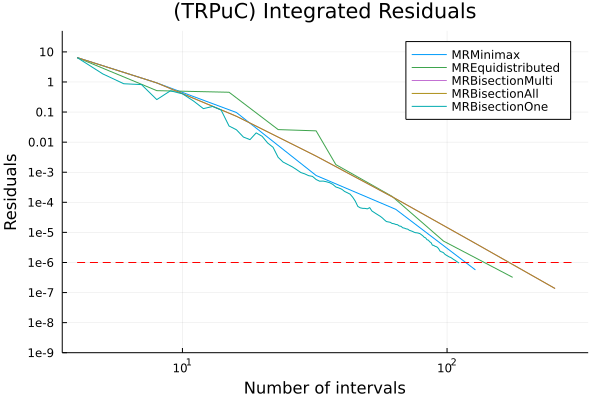 (TRPuC) Integrated Residuals
MRMinimax
MREquidistributed
MRBisectionMulti
MRBisectionAll
MRBisectionOne
10
1
0.1
0.01
1e-3
1e-4
1e-5
1e-6
1e-7
1e-8
1e-9
Residuals
10¹
10²
Number of intervals